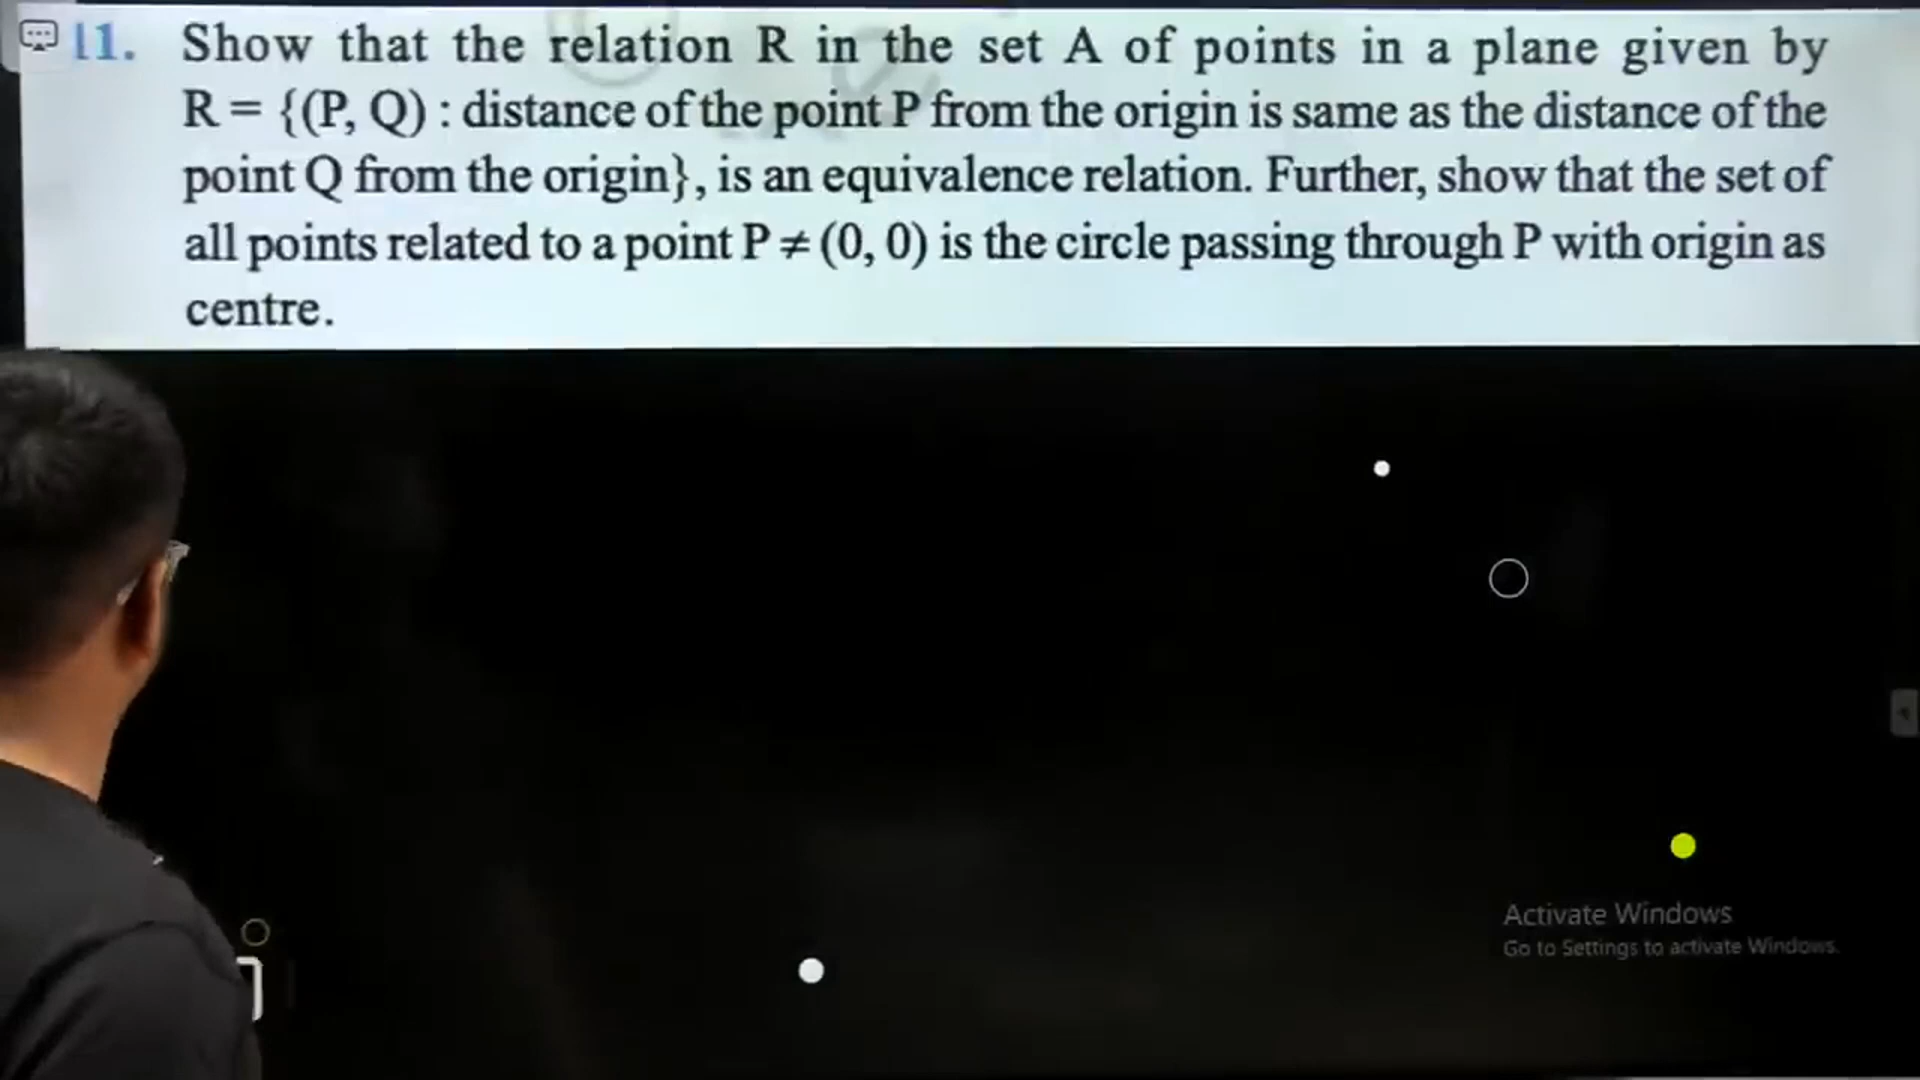 11. Show that the relation R in the set A of points in a plane given by
R = {(P, Q) : distance of the point P from the origin is same as the distance of the
point Q from the origin}, is an equivalence relation. Further, show that the set of
all points related to a point P ≠ (0, 0) is the circle passing through P with origin as
centre.
Activate Windows
Go to Settings to activate Windows.